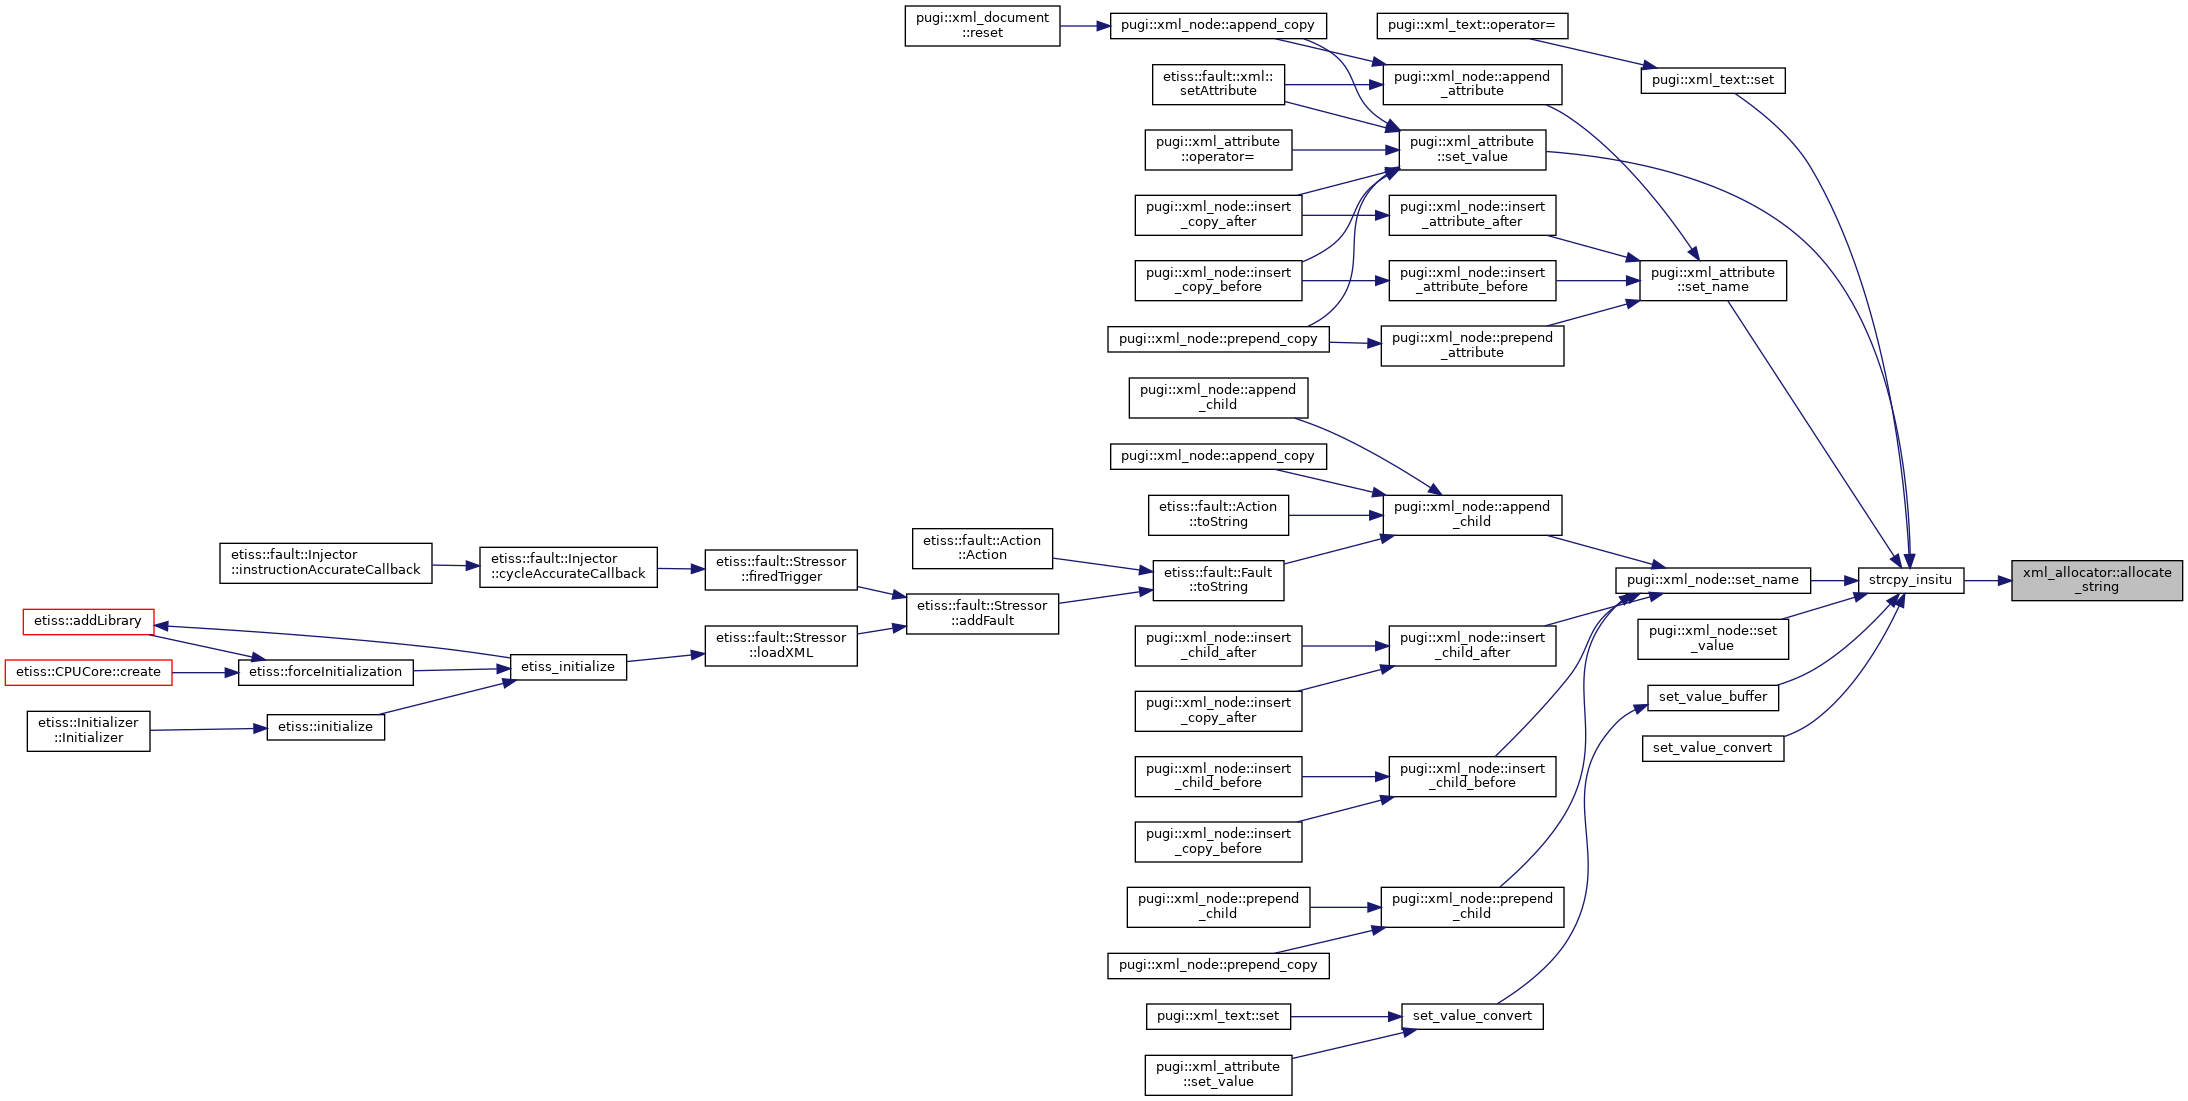 pugi::xml_document
::reset
pugi::xml_node::append_copy
pugi::xml_text::operator=
etiss::fault::xml::
setAttribute
pugi::xml_node::append
_attribute
pugi::xml_text::set
pugi::xml_attribute
::operator=
pugi::xml_attribute
::set_value
pugi::xml_node::insert
_copy_after
pugi::xml_node::insert
_attribute_after
pugi::xml_node::insert
_copy_before
pugi::xml_node::insert
_attribute_before
pugi::xml_attribute
::set_name
pugi::xml_node::prepend_copy
pugi::xml_node::prepend
_attribute
pugi::xml_node::append
_child
pugi::xml_node::append_copy
etiss::fault::Action
::toString
pugi::xml_node::append
_child
etiss::fault::Injector
::instructionAccurateCallback
etiss::fault::Injector
::cycleAccurateCallback
etiss::fault::Stressor
::firedTrigger
etiss::fault::Action
::Action
etiss::fault::Fault
::toString
pugi::xml_node::set_name
strcpy_insitu
xml_allocator::allocate
_string
etiss::addLibrary
etiss::fault::Stressor
::addFault
etiss::CPUCore::create
etiss::forceInitialization
etiss_initialize
etiss::fault::Stressor
::loadXML
pugi::xml_node::insert
_child_after
pugi::xml_node::insert
_child_after
pugi::xml_node::set
_value
etiss::Initializer
::Initializer
etiss::initialize
pugi::xml_node::insert
_copy_after
set_value_buffer
set_value_convert
pugi::xml_node::insert
_child_before
pugi::xml_node::insert
_child_before
pugi::xml_node::insert
_copy_before
pugi::xml_node::prepend
_child
pugi::xml_node::prepend
_child
pugi::xml_node::prepend_copy
pugi::xml_text::set
set_value_convert
pugi::xml_attribute
::set_value